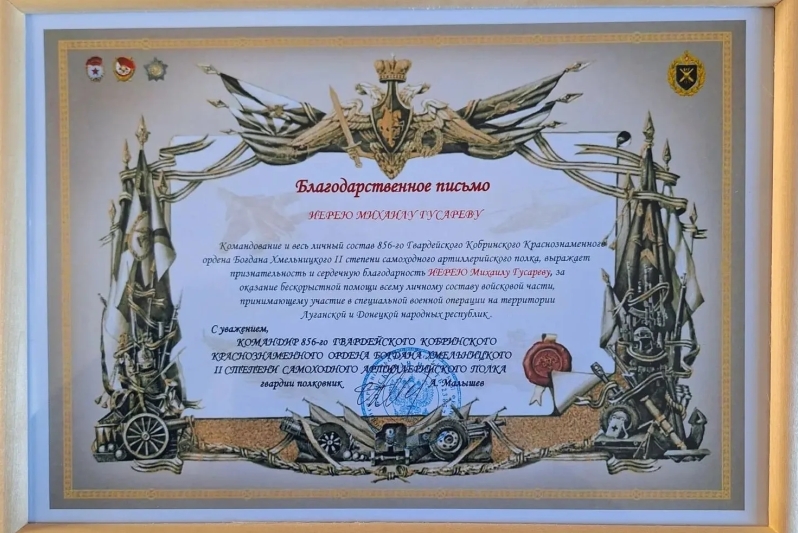 Благодарственное письмо
ИЕРЕЮ МИХАИЛУ ГУСАРЕВУ
Командование и весь личный состав 856-го Гвардейского Кобринского Краснознаменного
ордена Богдана Хмельницкого II степени самоходного артиллерийского полка, выражает
признательность и сердечную благодарность ИЕРЕЮ Михаилу Гусареву, за
оказание бескорыстной помощи всему личному составу войсковой части,
принимающему участие в специальной военной операции на территории
Луганской и Донецкой народных республик.
С уважением,
КОМАНДИР 856-го ГВАРДЕЙСКОГО КОБРИНСКОГО
КРАСНОЗНАМЕННОГО ОРДЕНА БОГДАНА ХМЕЛЬНИЦКОГО
II СТЕПЕНИ САМОХОДНОГО АРТИЛЛЕРИЙСКОГО ПОЛКА
гвардии полковник А. Малышев